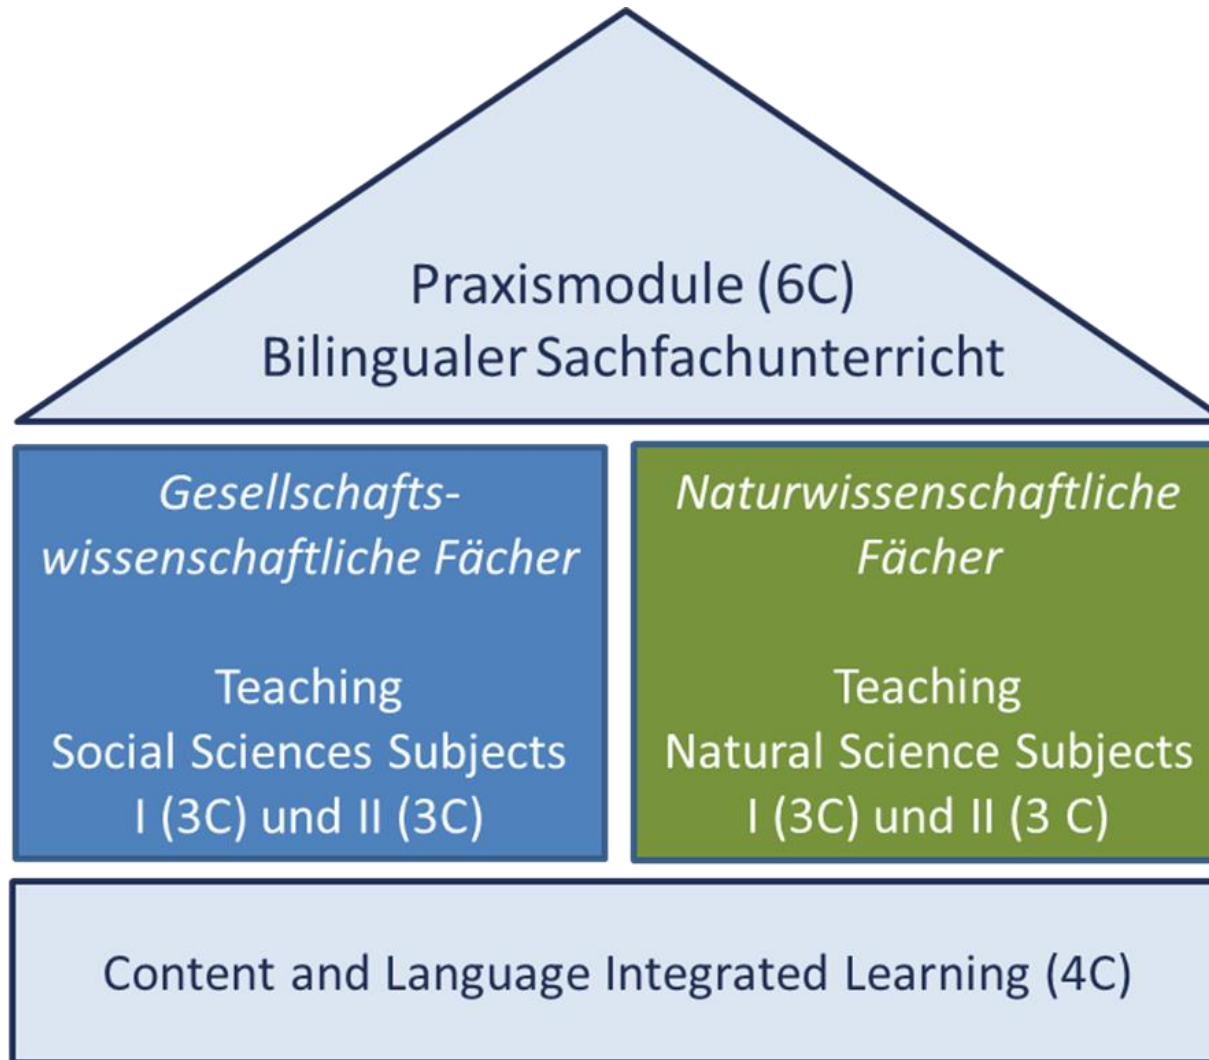 Praxismodule (6C)
Bilingualer Sachfachunterricht
Gesellschafts-
wissenschaftliche Fächer
Teaching
Social Sciences Subjects
I (3C) und II (3C)
Naturwissenschaftliche
Fächer
Teaching
Natural Science Subjects
I (3C) und II (3 C)
Content and Language Integrated Learning (4C)